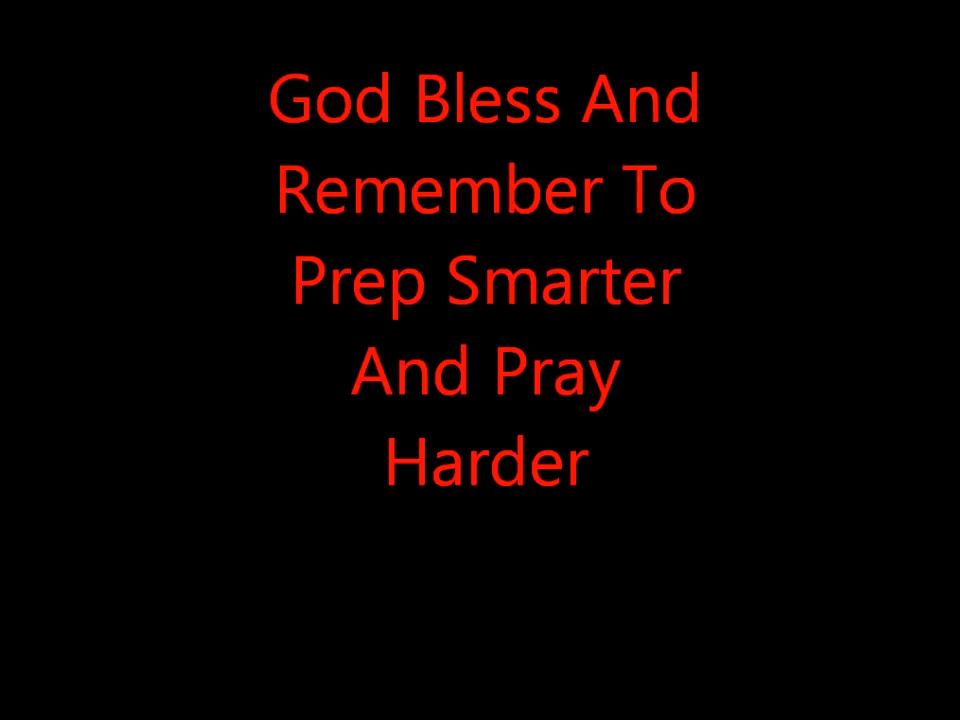 God Bless And
Remember To
Prep Smarter
And Pray
Harder